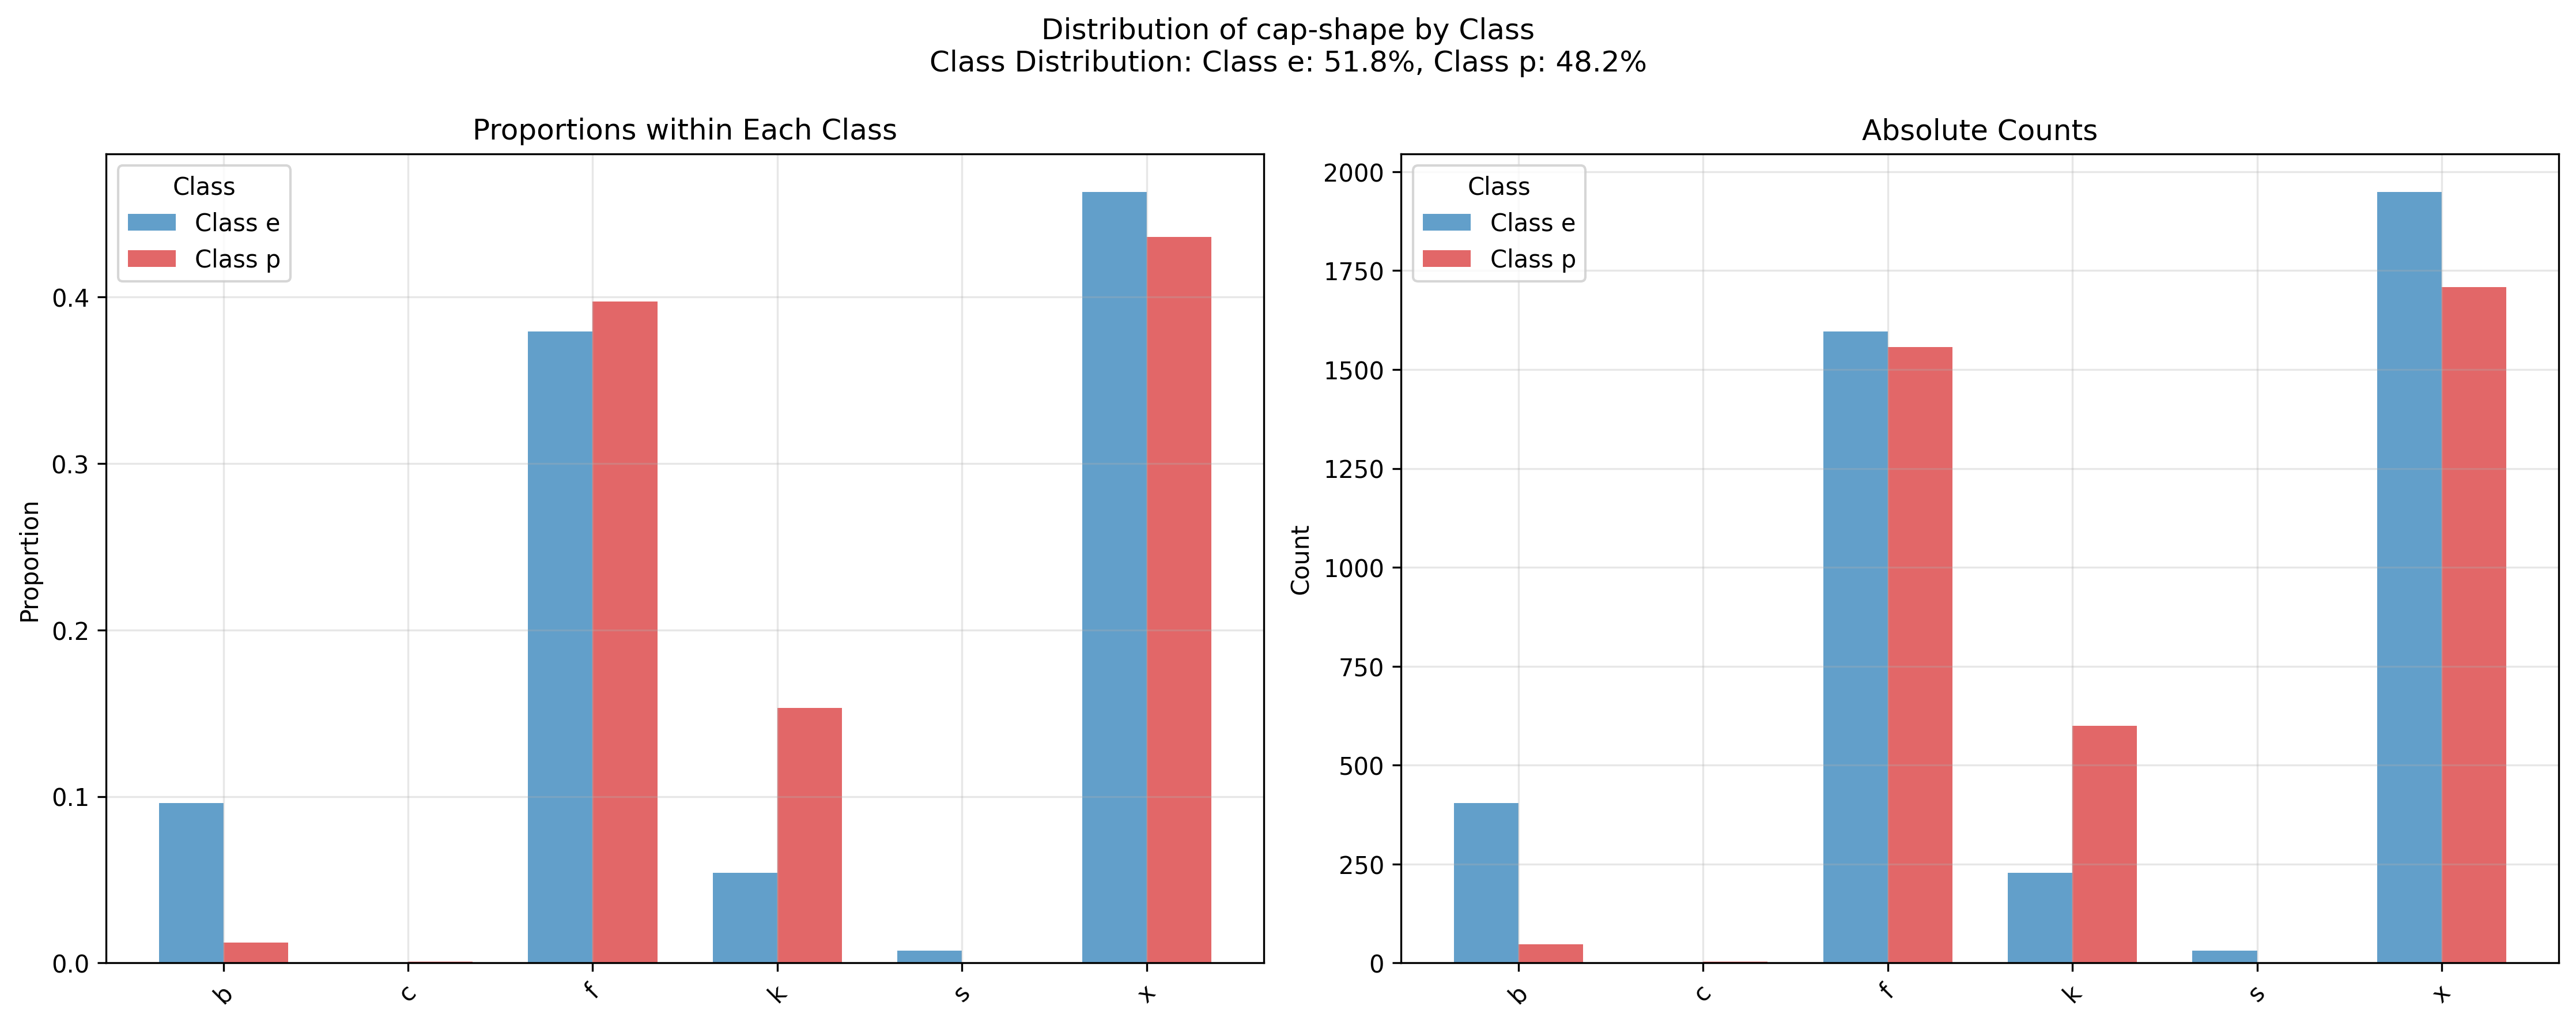 Distribution of cap-shape by Class
Class Distribution: Class e: 51.8%, Class p: 48.2%
Proportions within Each Class
Class
Class e
Class p
Proportion
0.4
0.3
0.2
0.1
0.0
b
c
f
k
s
x
Absolute Counts
Class
Class e
Class p
Count
2000
1750
1500
1250
1000
750
500
250
0
b
c
f
k
s
x